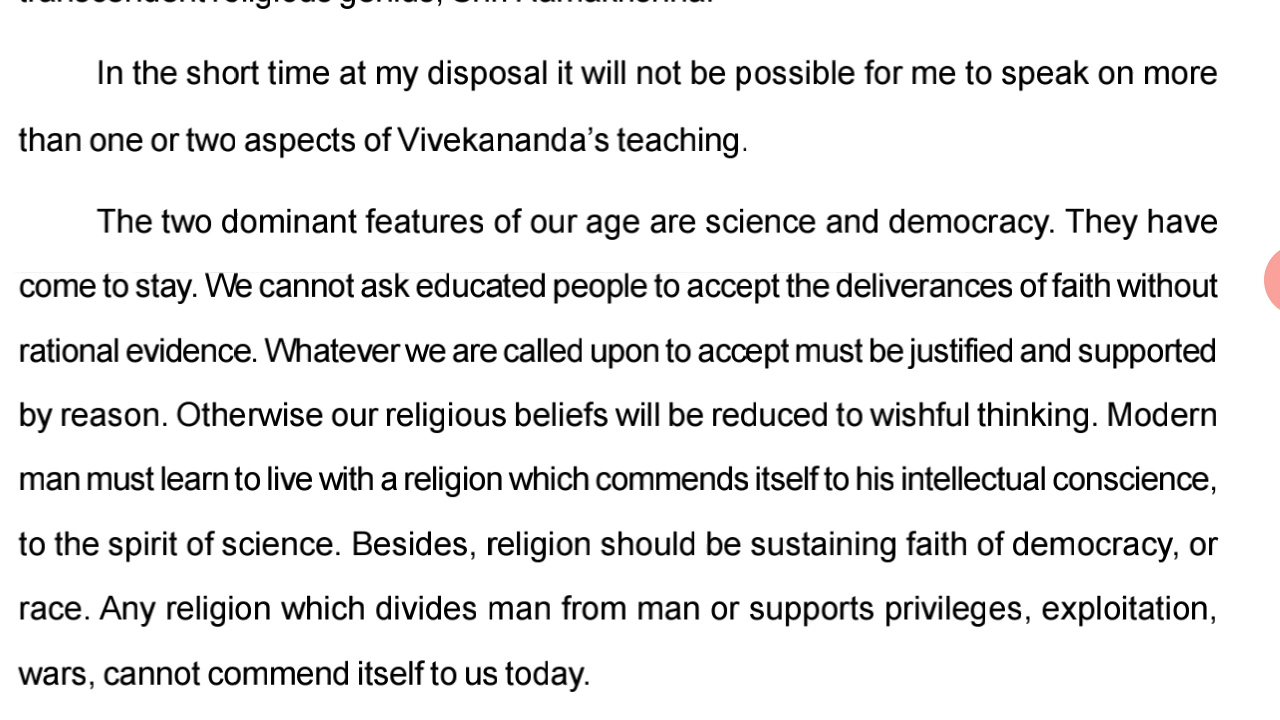 In the short time at my disposal it will not be possible for me to speak on more
than one or two aspects of Vivekananda’s teaching.
The two dominant features of our age are science and democracy. They have
come to stay. We cannot ask educated people to accept the deliverances of faith without
rational evidence. Whatever we are called upon to accept must be justified and supported
by reason. Otherwise our religious beliefs will be reduced to wishful thinking. Modern
man must learn to live with a religion which commends itself to his intellectual conscience,
to the spirit of science. Besides, religion should be sustaining faith of democracy, or
race. Any religion which divides man from man or supports privileges, exploitation,
wars, cannot commend itself to us today.